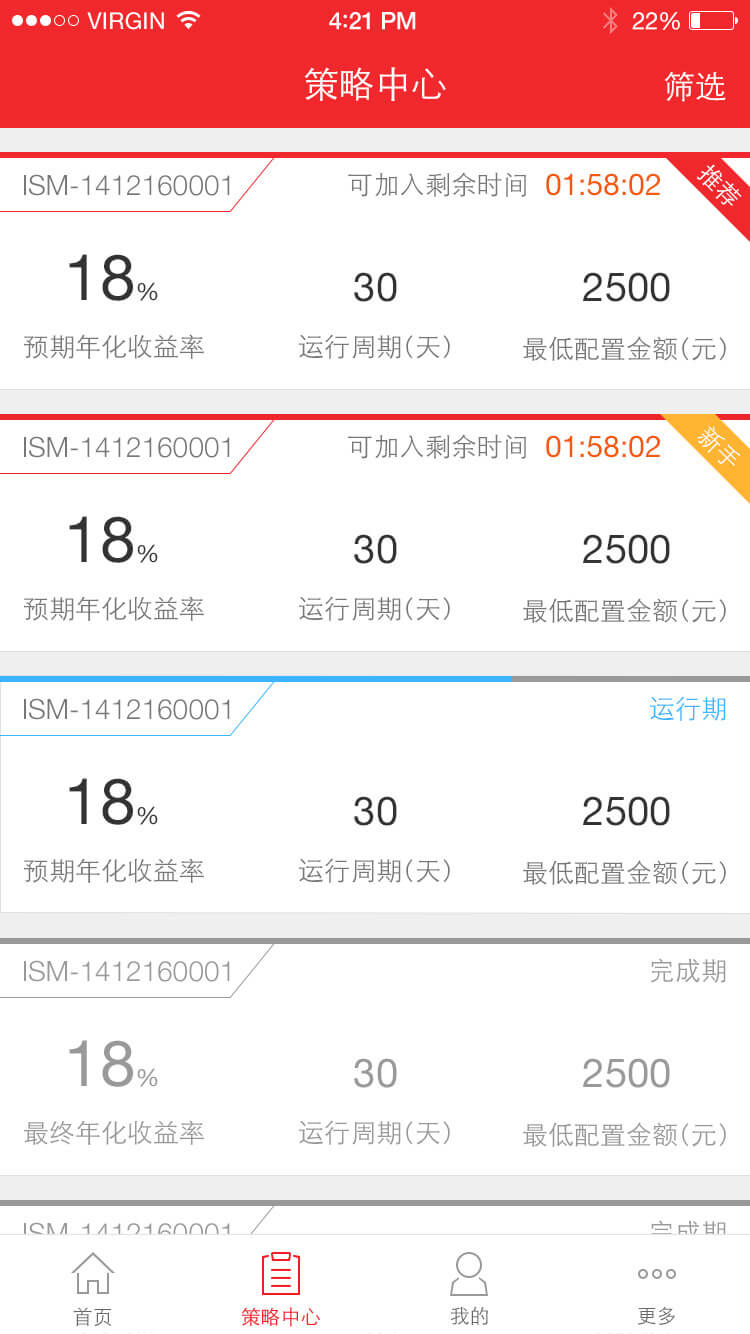 VIRGIN 4:21 PM 22%
策略中心 筛选
ISM-1412160001 可加入剩余时间 01:58:02 推荐
18% 30 2500
预期年化收益率 运行周期(天) 最低配置金额(元)
ISM-1412160001 可加入剩余时间 01:58:02 新手
18% 30 2500
预期年化收益率 运行周期(天) 最低配置金额(元)
ISM-1412160001 运行期
18% 30 2500
预期年化收益率 运行周期(天) 最低配置金额(元)
ISM-1412160001 完成期
18% 30 2500
最终年化收益率 运行周期(天) 最低配置金额(元)
ISM-1412160001 完成期
首页 策略中心 我的 更多